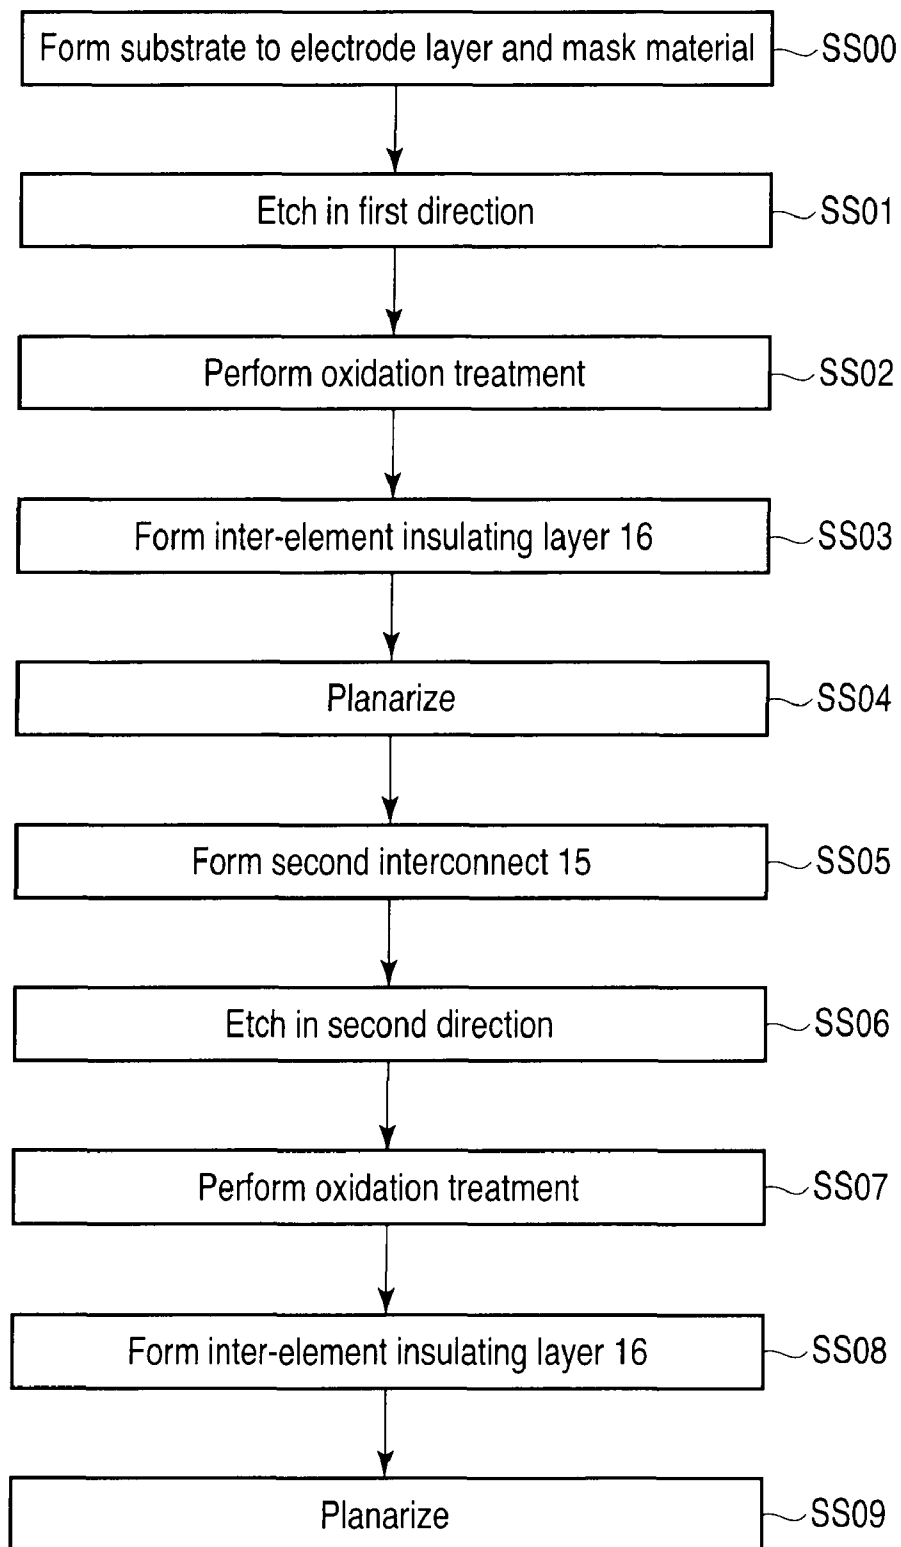 Form substrate to electrode layer and mask material SS00
Etch in first direction SS01
Perform oxidation treatment SS02
Form inter-element insulating layer 16 SS03
Planarize SS04
Form second interconnect 15 SS05
Etch in second direction SS06
Perform oxidation treatment SS07
Form inter-element insulating layer 16 SS08
Planarize SS09